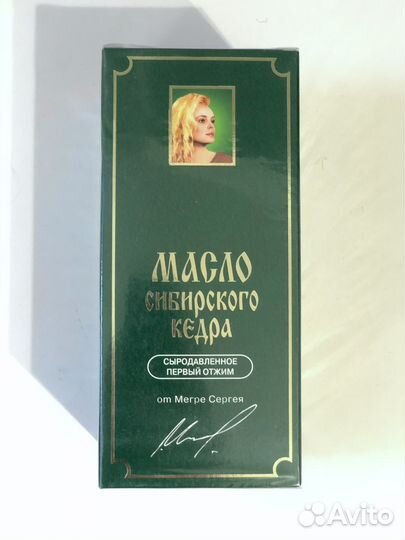 МАСЛО
СИБИРСКОГО
КЕДРА
СЫРОДАВЛЕННОЕ
ПЕРВЫЙ ОТЖИМ
от Мегре Сергея
Avito